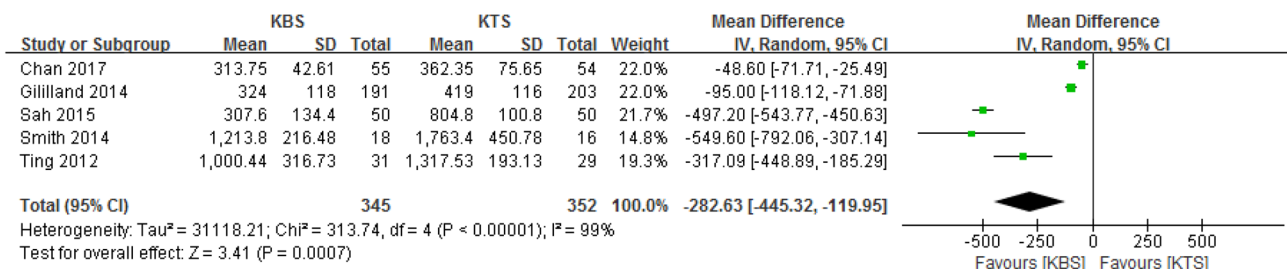 KBS KTS Mean Difference Mean Difference
Study or Subgroup Mean SD Total Mean SD Total Weight IV, Random, 95% CI IV, Random, 95% CI
Chan 2017 313.75 42.61 55 362.35 75.65 54 22.0% -48.60 [-71.71, -25.49]
Gililland 2014 324 118 191 419 116 203 22.0% -95.00 [-118.12, -71.88]
Sah 2015 307.6 134.4 50 804.8 100.8 50 21.7% -497.20 [-543.77, -450.63]
Smith 2014 1,213.8 216.48 18 1,763.4 450.78 16 14.8% -549.60 [-792.06, -307.14]
Ting 2012 1,000.44 316.73 31 1,317.53 193.13 29 19.3% -317.09 [-448.89, -185.29]
Total (95% CI) 345 352 100.0% -282.63 [-445.32, -119.95]
Heterogeneity: Tau² = 31118.21; Chi² = 313.74, df = 4 (P < 0.00001); I² = 99%
Test for overall effect: Z = 3.41 (P = 0.0007)
-500 -250 0 250 500
Favours [KBS] Favours [KTS]